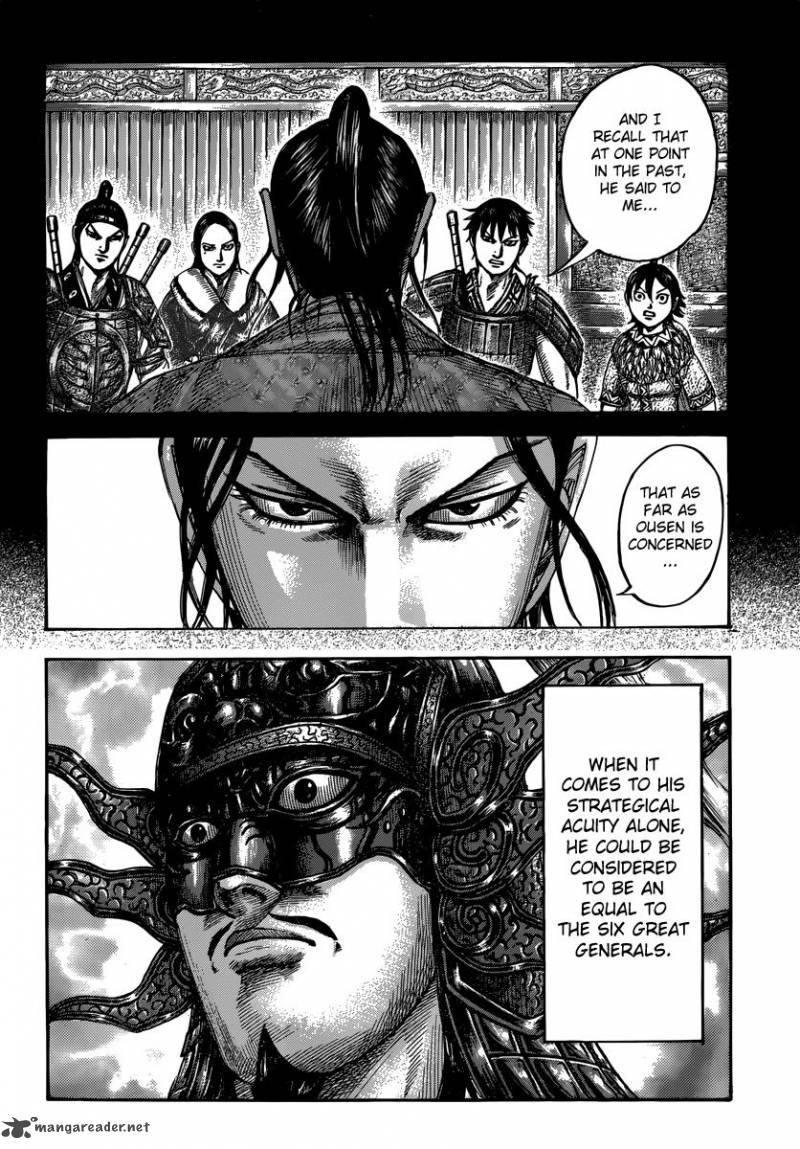 AND I
RECALL THAT
AT ONE POINT
IN THE PAST,
HE SAID TO
ME...
THAT AS
FAR AS
OUSEN IS
CONCERNED
...
WHEN IT
COMES TO HIS
STRATEGICAL
ACUITY ALONE,
HE COULD BE
CONSIDERED
TO BE AN
EQUAL TO
THE SIX GREAT
GENERALS.
mangareader.net